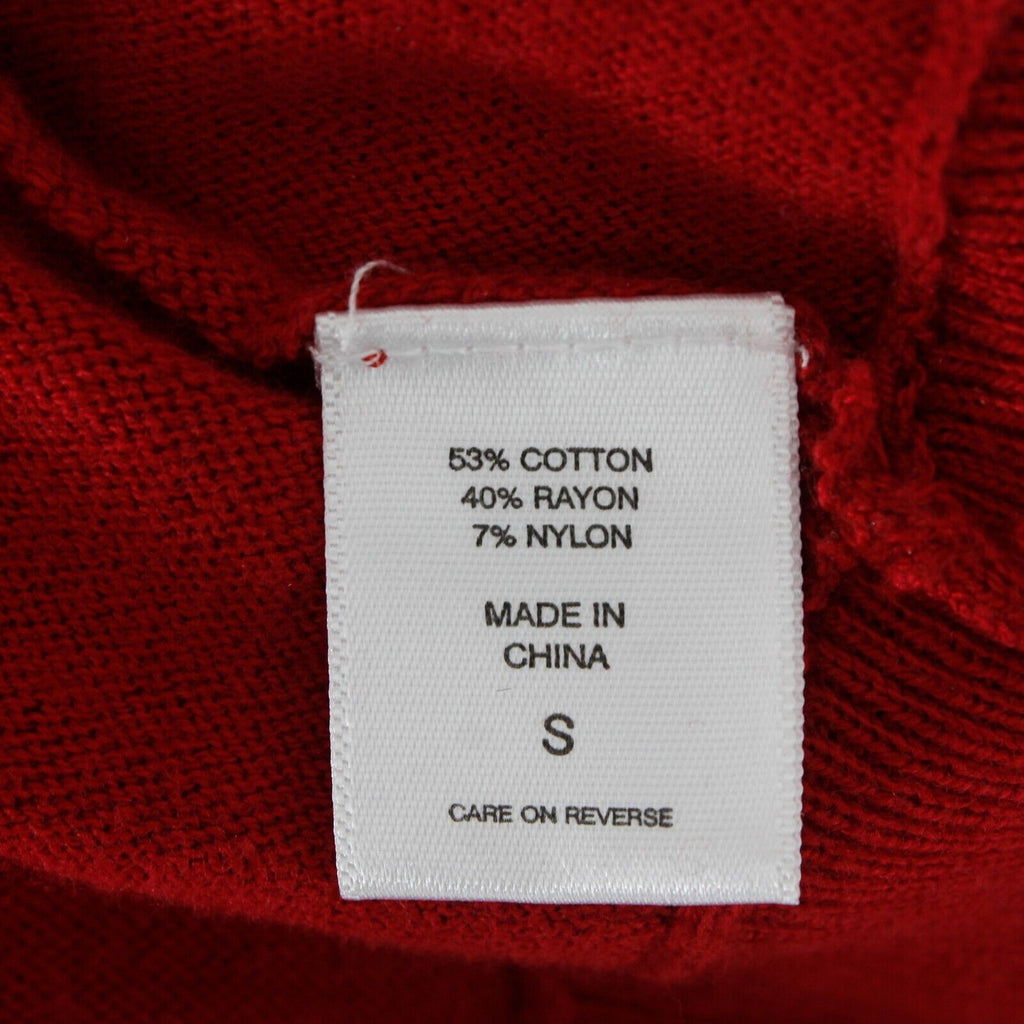 53% COTTON
40% RAYON
7% NYLON
MADE IN
CHINA
S
CARE ON REVERSE